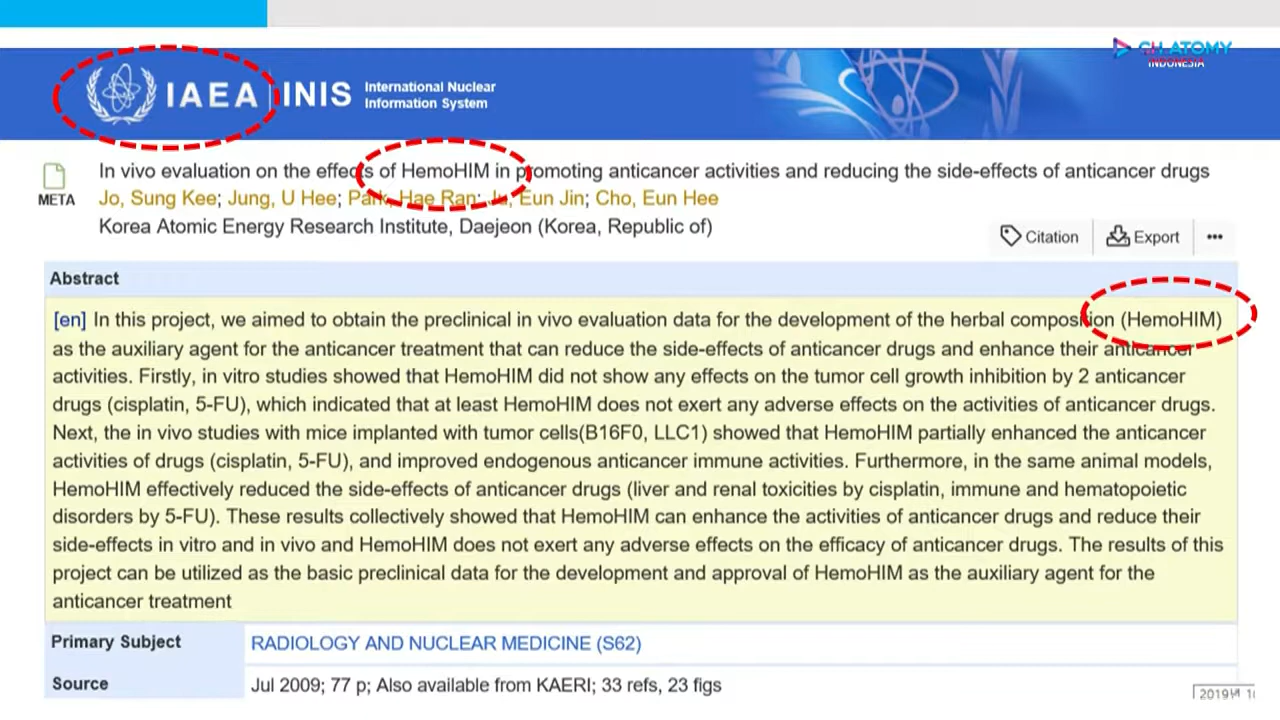 CH.ATOMY
INDONESIA
IAEA INIS International Nuclear
Information System
In vivo evaluation on the effects of HemoHIM in promoting anticancer activities and reducing the side-effects of anticancer drugs
META
Jo, Sung Kee; Jung, U Hee; Park, Hae Ran; Ju, Eun Jin; Cho, Eun Hee
Korea Atomic Energy Research Institute, Daejeon (Korea, Republic of)
Citation Export •••
Abstract
[en] In this project, we aimed to obtain the preclinical in vivo evaluation data for the development of the herbal composition (HemoHIM)
as the auxiliary agent for the anticancer treatment that can reduce the side-effects of anticancer drugs and enhance their anticancer
activities. Firstly, in vitro studies showed that HemoHIM did not show any effects on the tumor cell growth inhibition by 2 anticancer
drugs (cisplatin, 5-FU), which indicated that at least HemoHIM does not exert any adverse effects on the activities of anticancer drugs.
Next, the in vivo studies with mice implanted with tumor cells(B16F0, LLC1) showed that HemoHIM partially enhanced the anticancer
activities of drugs (cisplatin, 5-FU), and improved endogenous anticancer immune activities. Furthermore, in the same animal models,
HemoHIM effectively reduced the side-effects of anticancer drugs (liver and renal toxicities by cisplatin, immune and hematopoietic
disorders by 5-FU). These results collectively showed that HemoHIM can enhance the activities of anticancer drugs and reduce their
side-effects in vitro and in vivo and HemoHIM does not exert any adverse effects on the efficacy of anticancer drugs. The results of this
project can be utilized as the basic preclinical data for the development and approval of HemoHIM as the auxiliary agent for the
anticancer treatment
Primary Subject RADIOLOGY AND NUCLEAR MEDICINE (S62)
Source Jul 2009; 77 p; Also available from KAERI; 33 refs, 23 figs